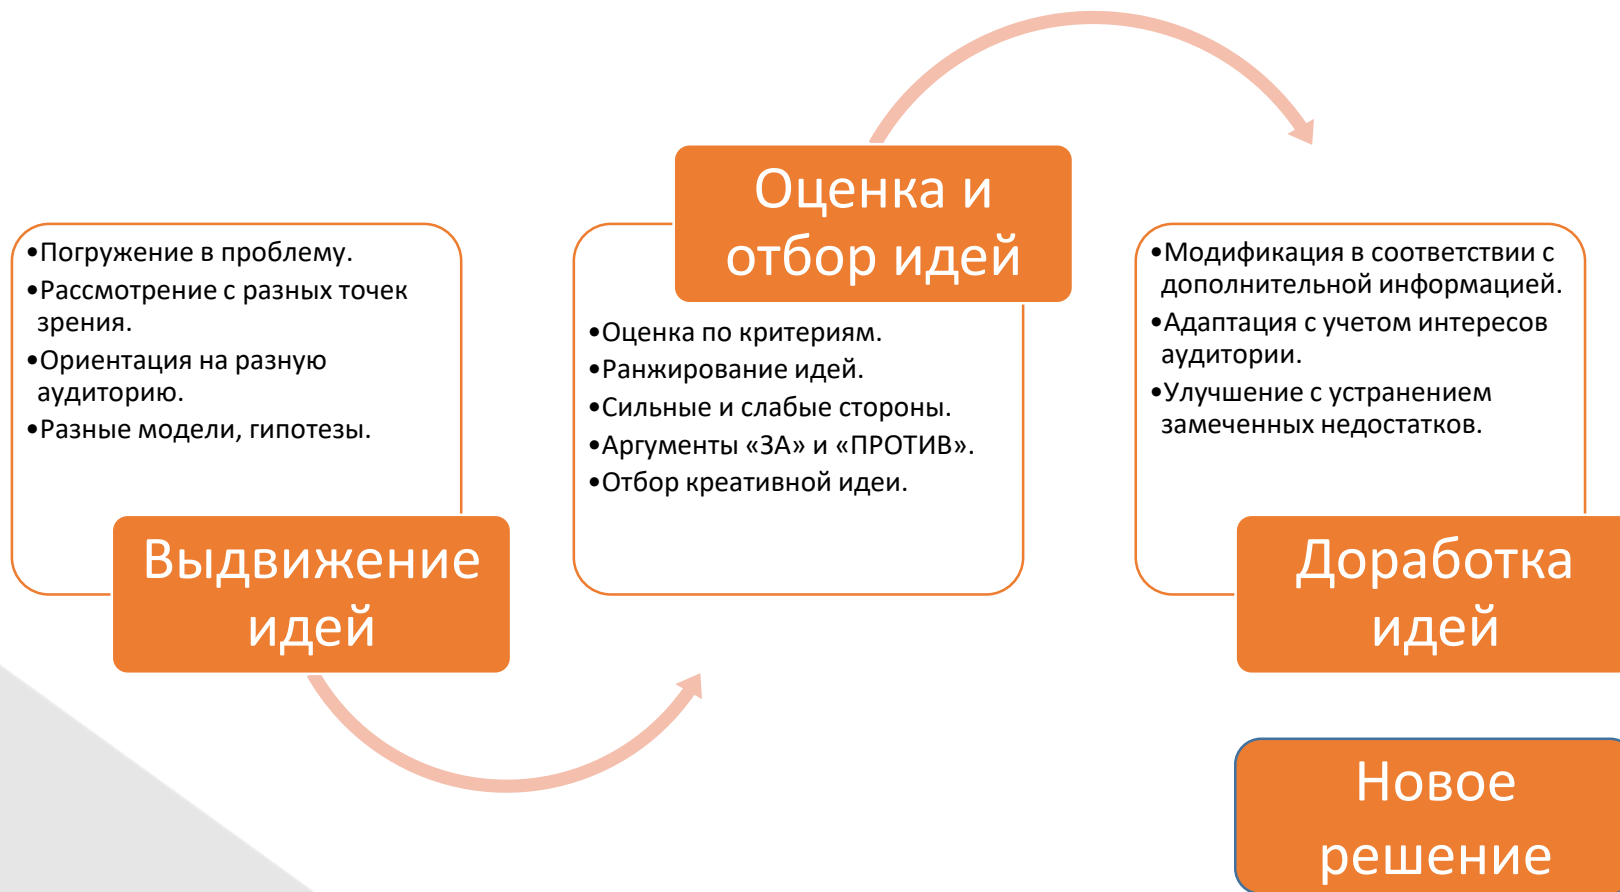 •Погружение в проблему.
•Рассмотрение с разных точек
зрения.
•Ориентация на разную
аудиторию.
•Разные модели, гипотезы.
Выдвижение
идей
Оценка и
отбор идей
•Оценка по критериям.
•Ранжирование идей.
•Сильные и слабые стороны.
•Аргументы «ЗА» и «ПРОТИВ».
•Отбор креативной идеи.
•Модификация в соответствии с
дополнительной информацией.
•Адаптация с учетом интересов
аудитории.
•Улучшение с устранением
замеченных недостатков.
Доработка
идей
Новое
решение